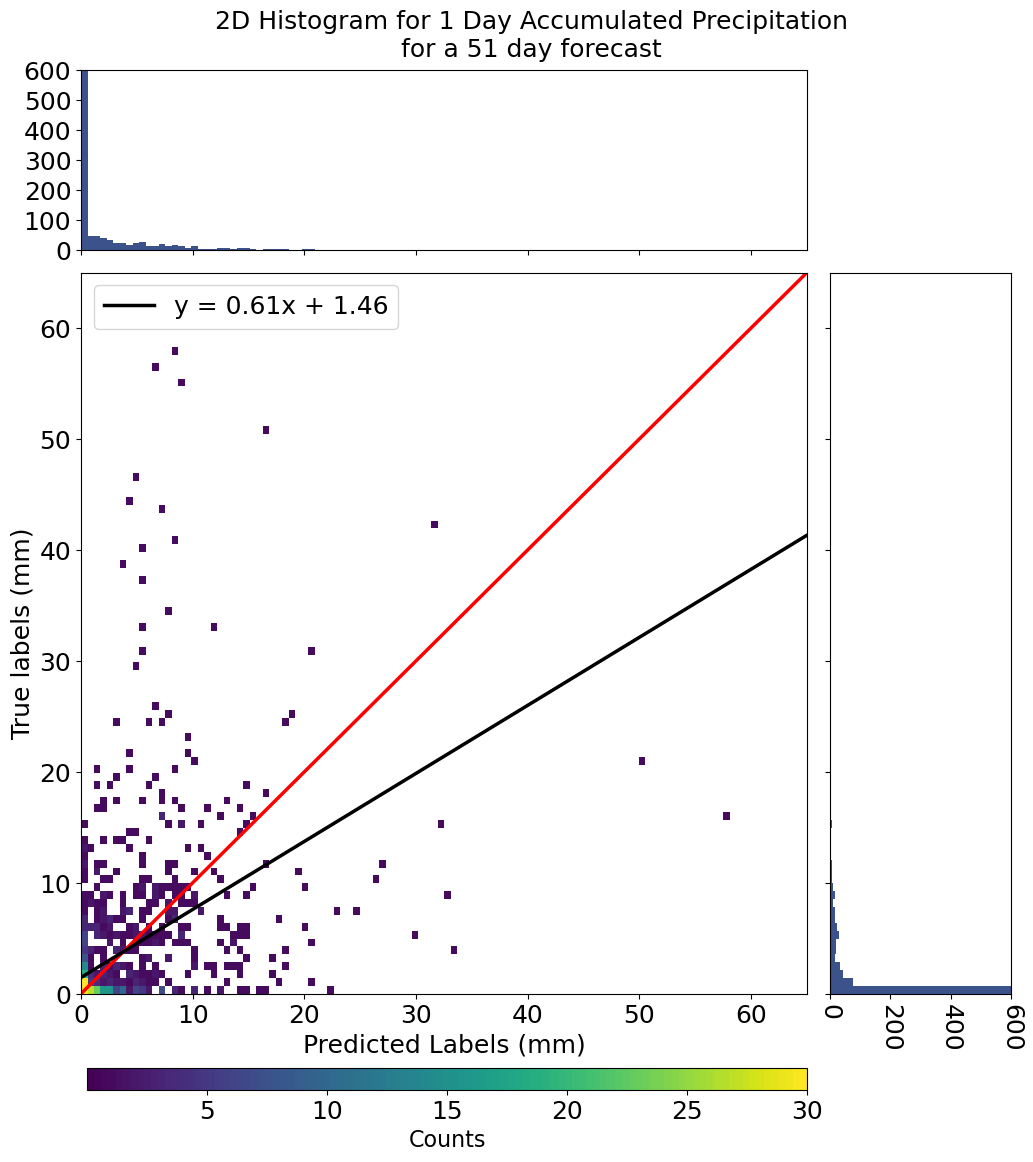 2D Histogram for 1 Day Accumulated Precipitation
for a 51 day forecast
600
500
400
300
200
100
0
y = 0.61x + 1.46
60
50
40
30
20
10
0
True labels (mm)
0 10 20 30 40 50 60
Predicted Labels (mm)
0 200 400 600
5 10 15 20 25 30
Counts